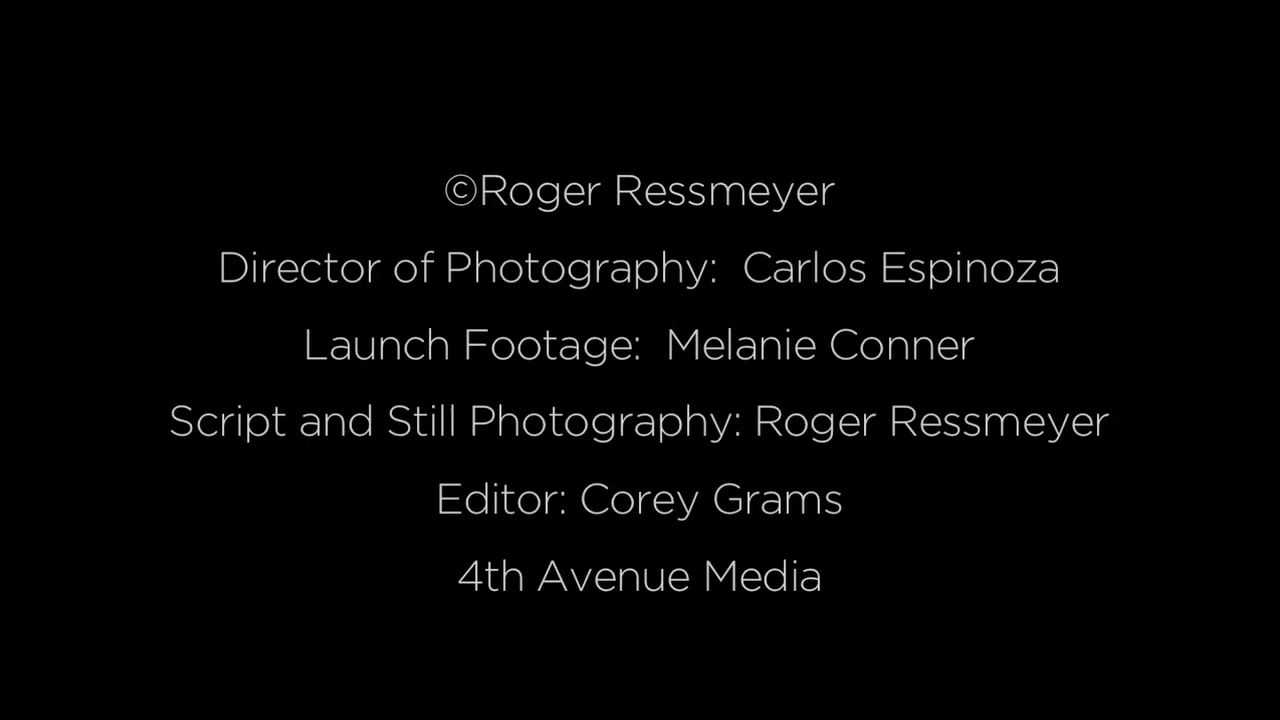 ©Roger Ressmeyer
Director of Photography:  Carlos Espinoza
Launch Footage:  Melanie Conner
Script and Still Photography: Roger Ressmeyer
Editor: Corey Grams
4th Avenue Media